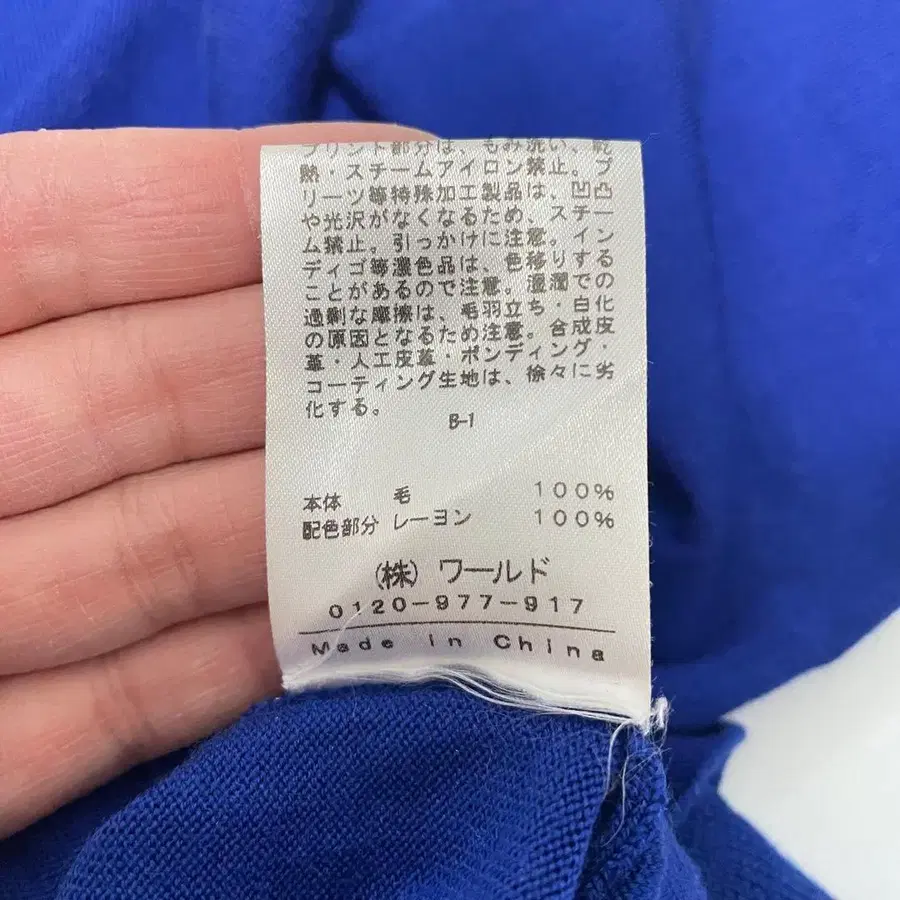 プリント部分は、もみ洗い、乾
熱・スチームアイロン禁止。プ
リーツ等特殊加工製品は、凹凸
や光沢がなくなるため、スチー
ム禁止。引っかけに注意。イン
ディゴ等濃色品は、色移りする
ことがあるので注意。湿潤での
過剰な摩擦は、毛羽立ち・白化
の原因となるため注意。合成皮
革・人工皮革・ボンディング・
コーティング生地は、徐々に劣
化する。
B-1
本体 毛 100%
配色部分 レーヨン 100%
(株)ワールド
0120-977-917
Made in China